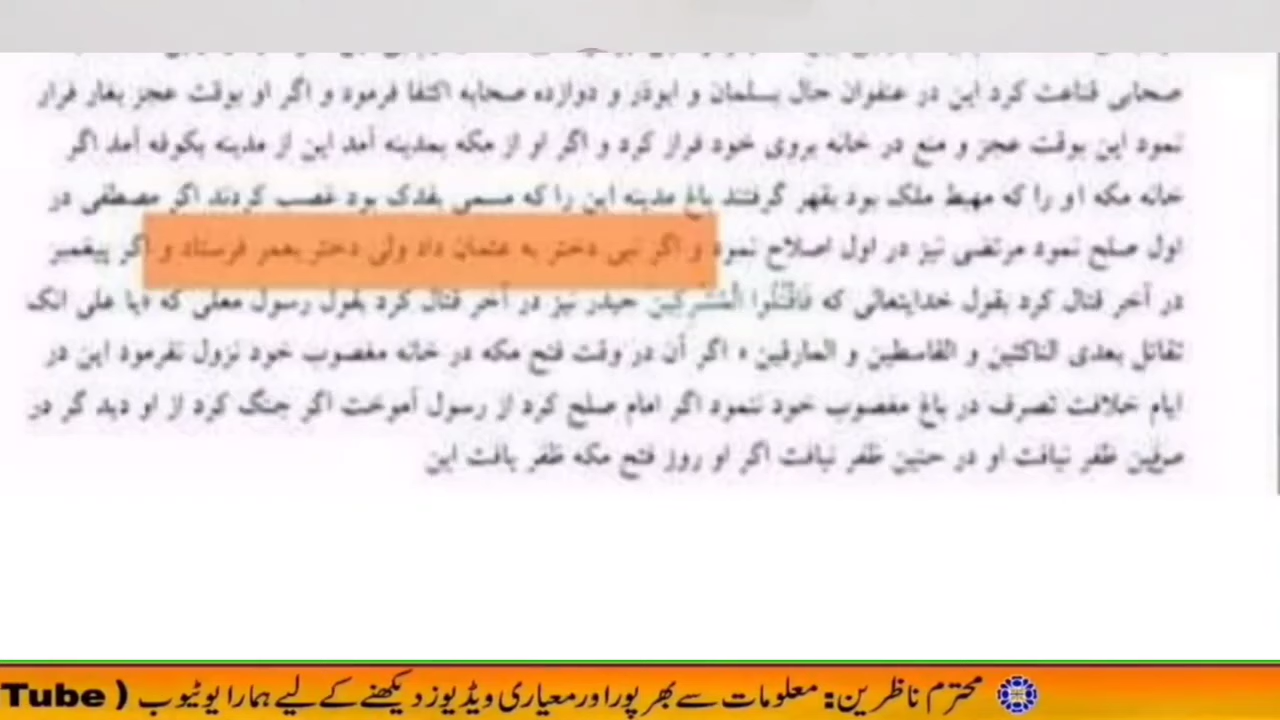 صحابی قناعت کرد این در عنفوان حال بسلمان و ابوذر و دوازده صحابه اکتفا فرمود و اگر او بوقت عجز بغار فرار
نمود این بوقت عجز و منع در خانه بروی خود فراز کرد و اگر او از مکه بمدینه آمد این از مدینه بکوفه آمد اگر
خانه مکه او را که مهبط ملک بود بقهر گرفتند باغ مدینه این را که مسمی بفدک بود غصب کردند اگر مصطفی در
اول صلح نمود مرتضی نیز در اول اصلاح نمود و اگر نبی دختر به عثمان داد ولی دختر بعمر فرستاد و اگر پیغمبر
در آخر قتال کرد بقول خدایتعالی که فَاقْتُلُوا الْمُشْرِکِینَ حیدر نیز در آخر قتال کرد بقول رسول معلی که «یا علی انک
تقاتل بعدی الناکثین و القاسطین و المارقین» اگر آن در وقت فتح مکه در خانه مغصوب خود نزول نفرمود این در
ایام خلافت تصرف در باغ مغصوب خود ننمود اگر امام صلح کرد از رسول آموخت اگر جنگ کرد از او دید گر در
صفین ظفر نیافت او در حنین ظفر نیافت اگر او روز فتح مکه ظفر یافت این
محترم ناظرین: معلومات سے بھرپور اور معیاری ویڈیوز دیکھنے کے لیے ہمارا یوٹیوب ( Tube